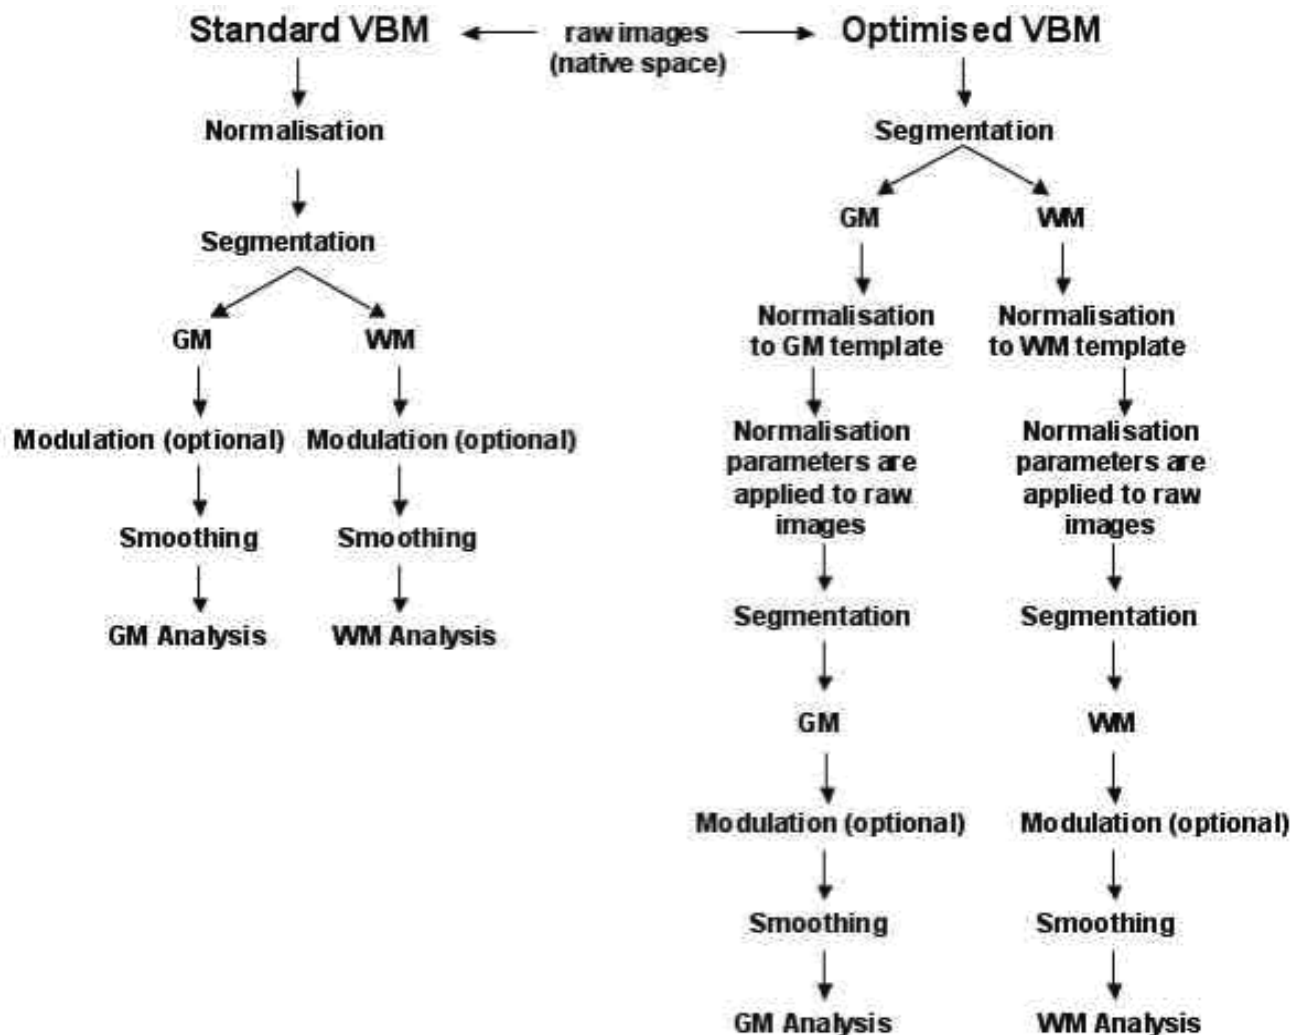 Standard VBM
raw images
(native space)
Optimised VBM
Normalisation
Segmentation
GM
WM
Modulation (optional)
Modulation (optional)
Smoothing
Smoothing
GM Analysis
WM Analysis
Segmentation
GM
WM
Normalisation
to GM template
Normalisation
to WM template
Normalisation
parameters are
applied to raw
images
Normalisation
parameters are
applied to raw
images
Segmentation
Segmentation
GM
WM
Modulation (optional)
Modulation (optional)
Smoothing
Smoothing
GM Analysis
WM Analysis